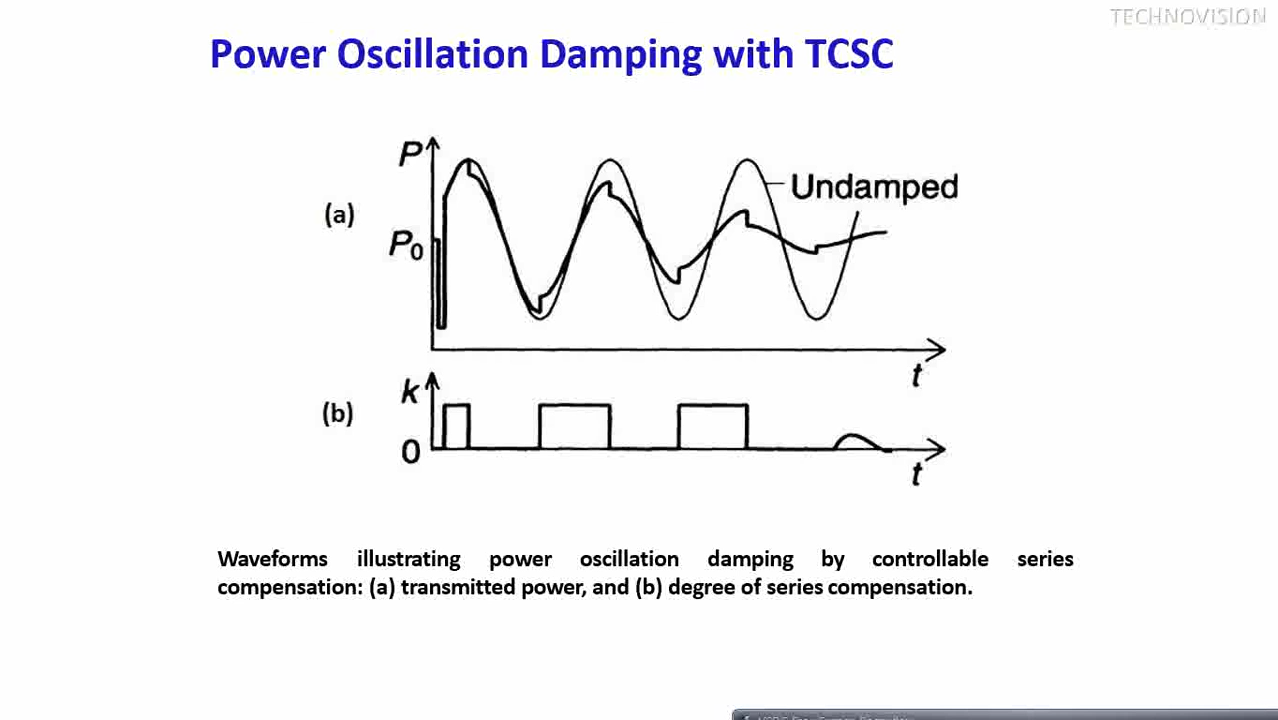 TECHNOVISION
Power Oscillation Damping with TCSC
P
Undamped
(a)
P0
t
k
(b)
0
t
Waveforms illustrating power oscillation damping by controllable series
compensation: (a) transmitted power, and (b) degree of series compensation.